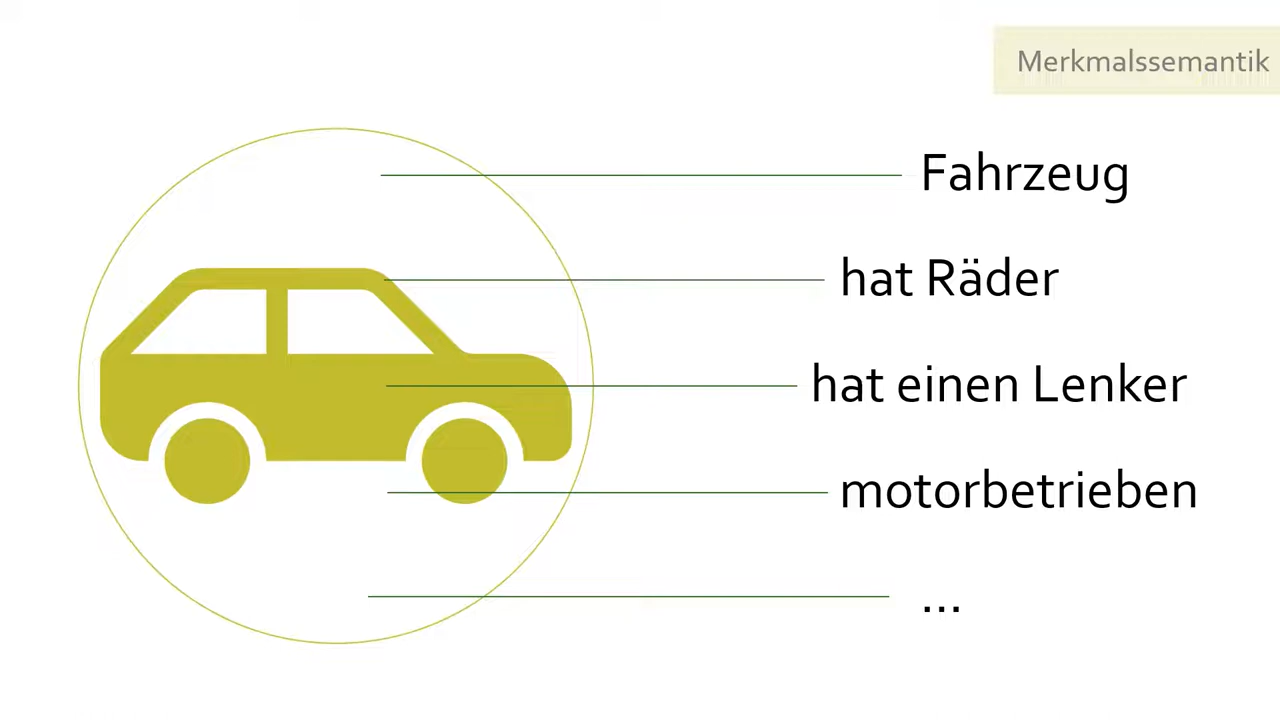 Merkmalssemantik
Fahrzeug
hat Räder
hat einen Lenker
motorbetrieben
...